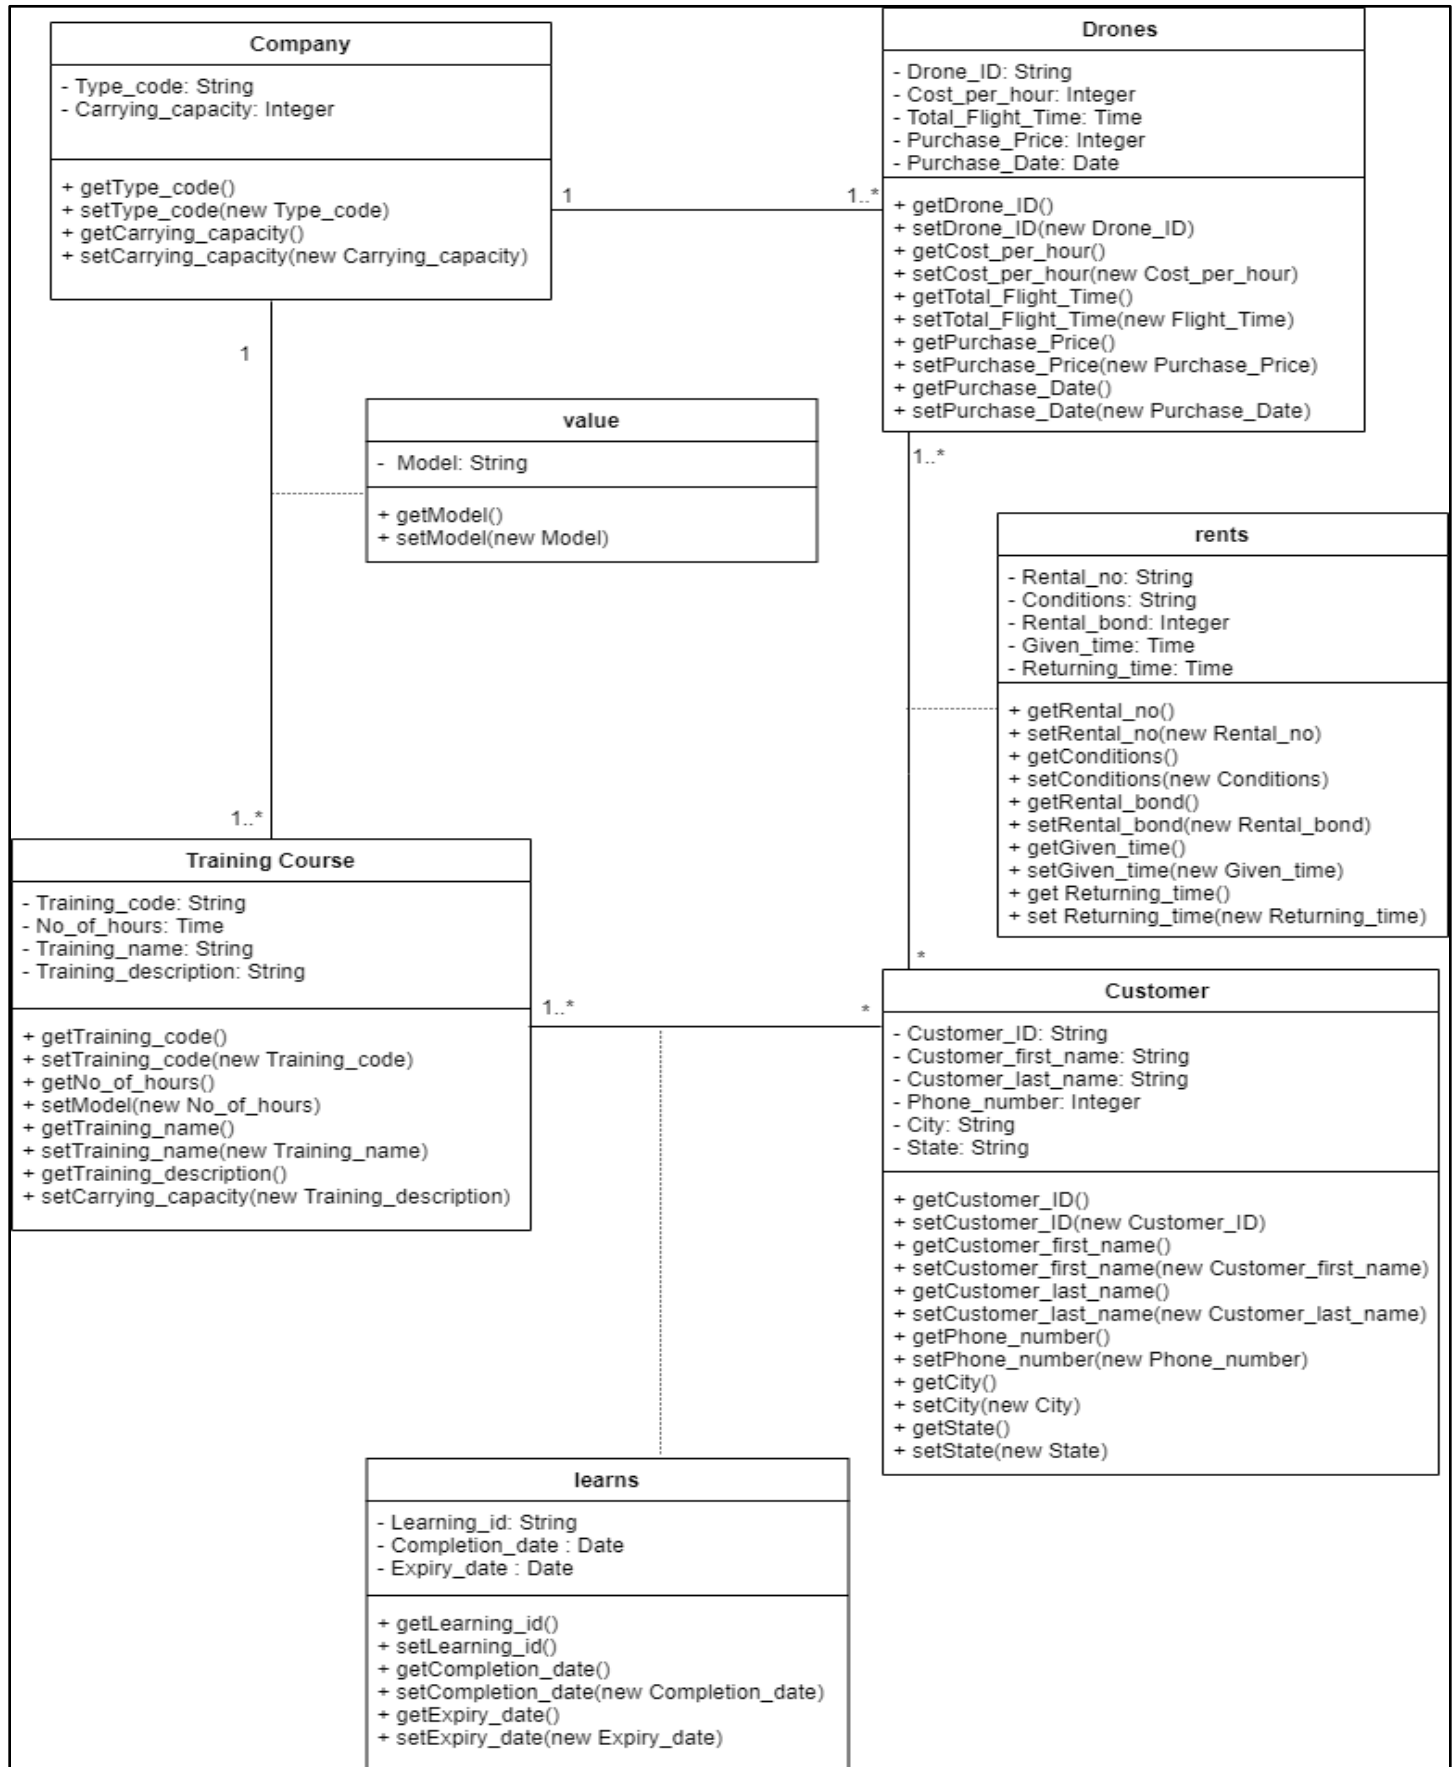 Company
- Type_code: String
- Carrying_capacity: Integer
+ getType_code()
+ setType_code(new Type_code)
+ getCarrying_capacity()
+ setCarrying_capacity(new Carrying_capacity)
1
1..*
Drones
- Drone_ID: String
- Cost_per_hour: Integer
- Total_Flight_Time: Time
- Purchase_Price: Integer
- Purchase_Date: Date
+ getDrone_ID()
+ setDrone_ID(new Drone_ID)
+ getCost_per_hour()
+ setCost_per_hour(new Cost_per_hour)
+ getTotal_Flight_Time()
+ setTotal_Flight_Time(new Flight_Time)
+ getPurchase_Price()
+ setPurchase_Price(new Purchase_Price)
+ getPurchase_Date()
+ setPurchase_Date(new Purchase_Date)
1
value
- Model: String
+ getModel()
+ setModel(new Model)
1..*
rents
- Rental_no: String
- Conditions: String
- Rental_bond: Integer
- Given_time: Time
- Returning_time: Time
+ getRental_no()
+ setRental_no(new Rental_no)
+ getConditions()
+ setConditions(new Conditions)
+ getRental_bond()
+ setRental_bond(new Rental_bond)
+ getGiven_time()
+ setGiven_time(new Given_time)
+ get Returning_time()
+ set Returning_time(new Returning_time)
1..*
*
Training Course
- Training_code: String
- No_of_hours: Time
- Training_name: String
- Training_description: String
+ getTraining_code()
+ setTraining_code(new Training_code)
+ getNo_of_hours()
+ setModel(new No_of_hours)
+ getTraining_name()
+ setTraining_name(new Training_name)
+ getTraining_description()
+ setCarrying_capacity(new Training_description)
1..*
*
Customer
- Customer_ID: String
- Customer_first_name: String
- Customer_last_name: String
- Phone_number: Integer
- City: String
- State: String
+ getCustomer_ID()
+ setCustomer_ID(new Customer_ID)
+ getCustomer_first_name()
+ setCustomer_first_name(new Customer_first_name)
+ getCustomer_last_name()
+ setCustomer_last_name(new Customer_last_name)
+ getPhone_number()
+ setPhone_number(new Phone_number)
+ getCity()
+ setCity(new City)
+ getState()
+ setState(new State)
learns
- Learning_id: String
- Completion_date : Date
- Expiry_date : Date
+ getLearning_id()
+ setLearning_id()
+ getCompletion_date()
+ setCompletion_date(new Completion_date)
+ getExpiry_date()
+ setExpiry_date(new Expiry_date)